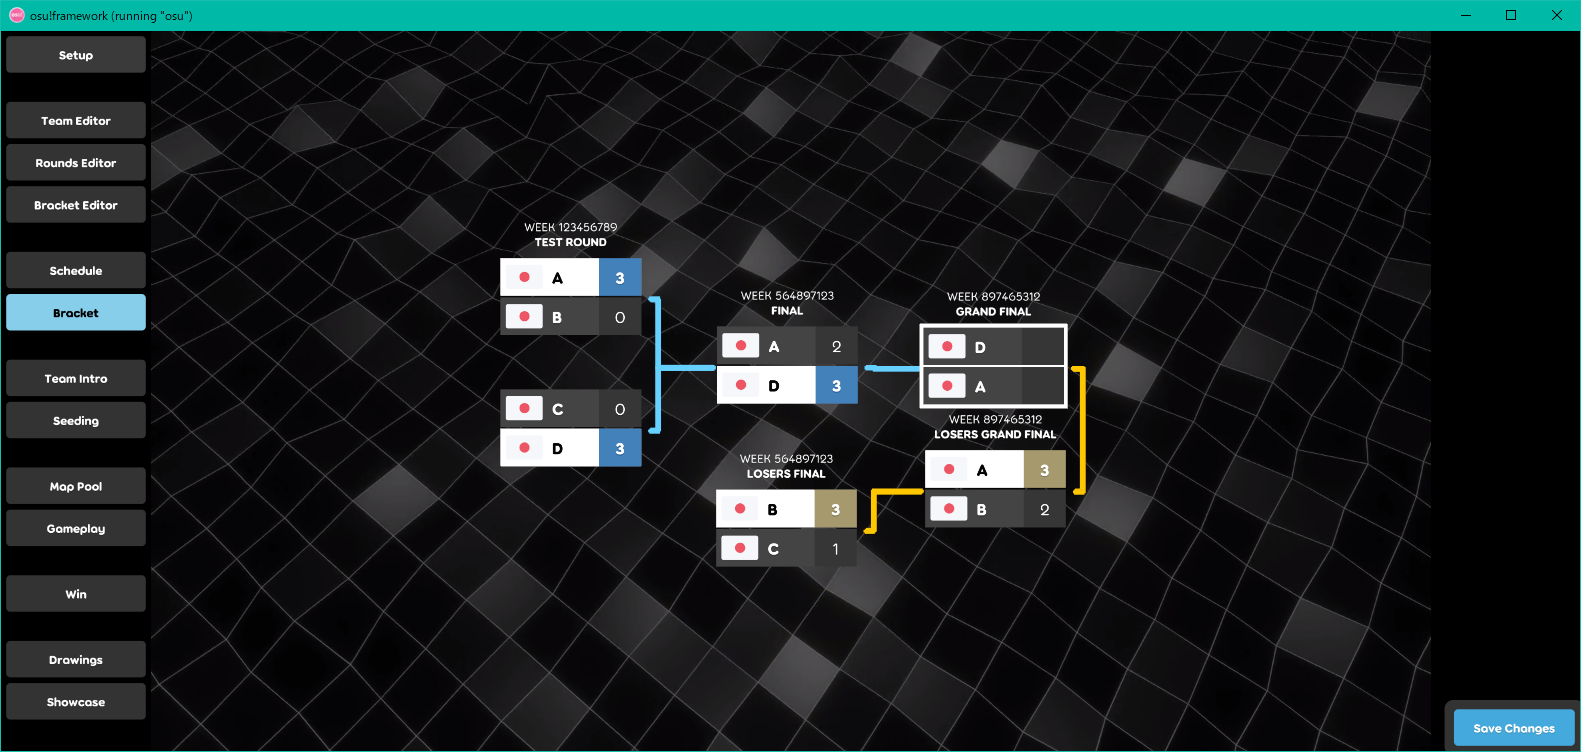 osu!framework (running "osu")
Setup
Team Editor
Rounds Editor
Bracket Editor
Schedule
Bracket
Team Intro
Seeding
Map Pool
Gameplay
Win
Drawings
Showcase
WEEK 123456789
TEST ROUND
A 3
B 0
C 0
D 3
WEEK 564897123
FINAL
A 2
D 3
WEEK 564897123
LOSERS FINAL
B 3
C 1
WEEK 897465312
GRAND FINAL
D
A
WEEK 897465312
LOSERS GRAND FINAL
A 3
B 2
Save Changes